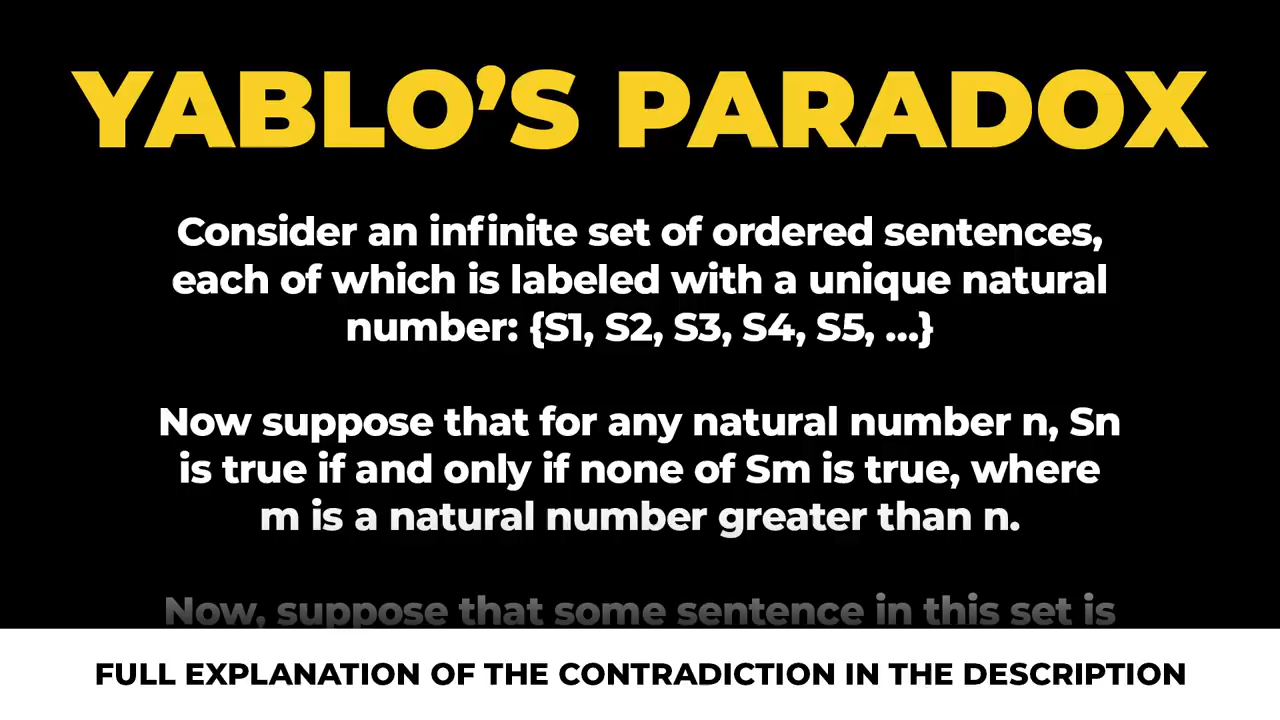 YABLO’S PARADOX
Consider an infinite set of ordered sentences,
each of which is labeled with a unique natural
number: {S1, S2, S3, S4, S5, ...}
Now suppose that for any natural number n, Sn
is true if and only if none of Sm is true, where
m is a natural number greater than n.
Now, suppose that some sentence in this set is
FULL EXPLANATION OF THE CONTRADICTION IN THE DESCRIPTION